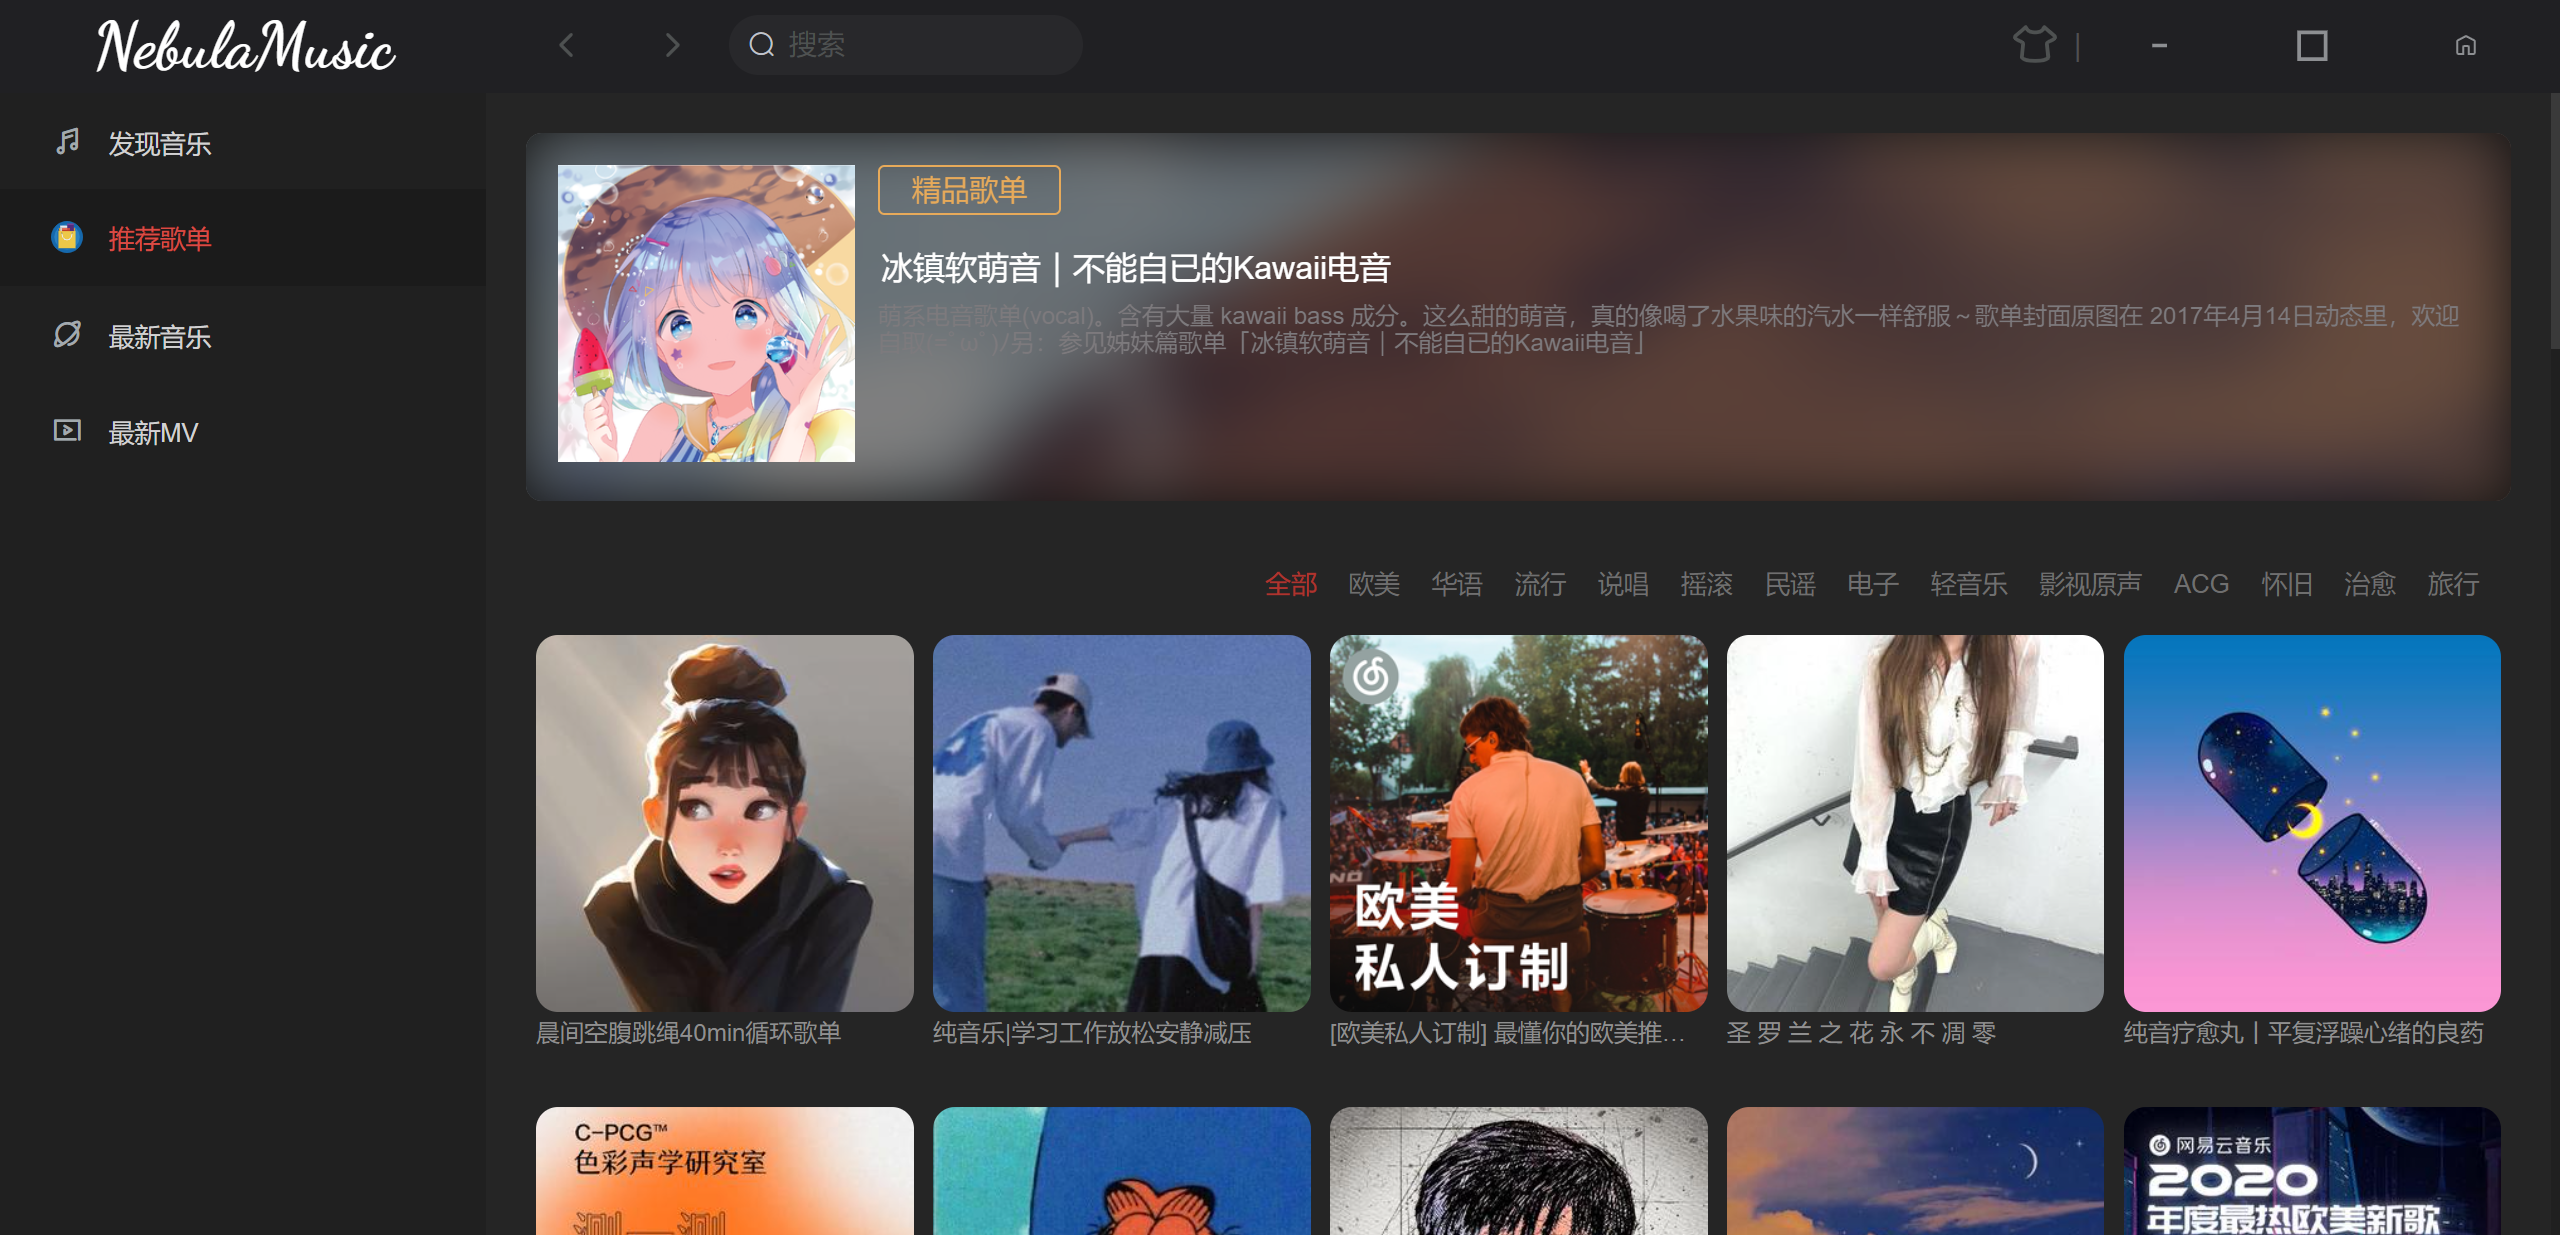 NebulaMusic
搜索
发现音乐
推荐歌单
最新音乐
最新MV
精品歌单
冰镇软萌音｜不能自已的Kawaii电音
萌系电音歌单(vocal)。含有大量 kawaii bass 成分。这么甜的萌音，真的像喝了水果味的汽水一样舒服～歌单封面原图在 2017年4月14日动态里，欢迎
自取(=´ω`)/另：参见姊妹篇歌单「冰镇软萌音｜不能自已的Kawaii电音」
全部 欧美 华语 流行 说唱 摇滚 民谣 电子 轻音乐 影视原声 ACG 怀旧 治愈 旅行
欧美
私人订制
晨间空腹跳绳40min循环歌单
纯音乐|学习工作放松安静减压
[欧美私人订制] 最懂你的欧美推…
圣 罗 兰 之 花 永 不 凋 零
纯音疗愈丸丨平复浮躁心绪的良药
C-PCG™
色彩声学研究室
网易云音乐
2020
年度最热欧美新歌